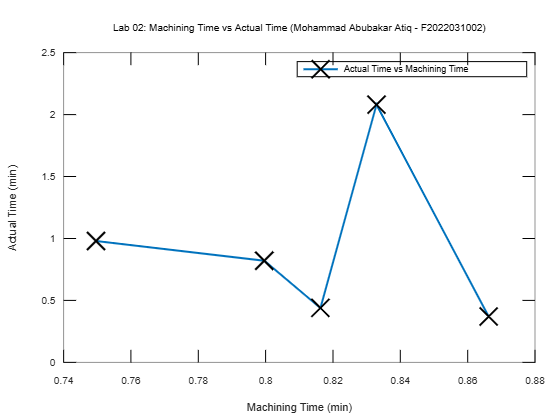 Lab 02: Machining Time vs Actual Time (Mohammad Abubakar Atiq - F2022031002)
Actual Time vs Machining Time
2.5
2
1.5
1
0.5
0
Actual Time (min)
0.74 0.76 0.78 0.8 0.82 0.84 0.86 0.88
Machining Time (min)